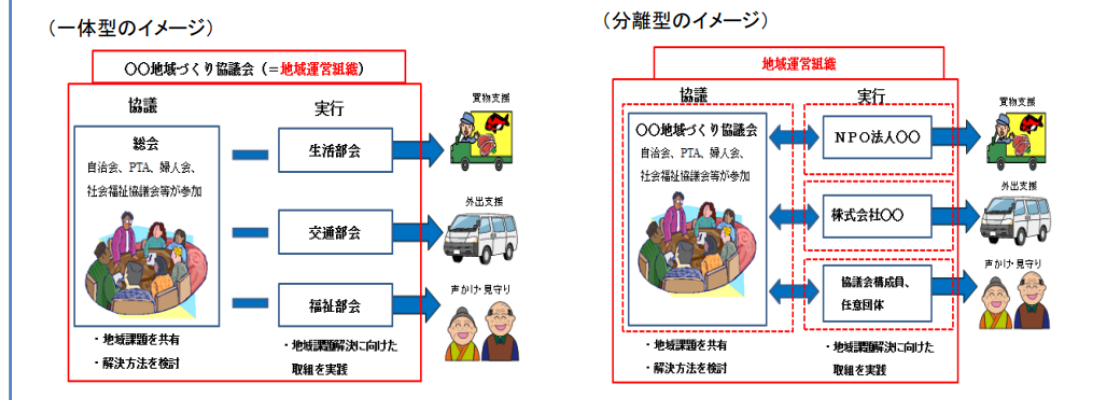 （一体型のイメージ）
〇〇地域づくり協議会（＝地域運営組織）
協議
実行
総会
自治会、PTA、婦人会、
社会福祉協議会等が参加
生活部会
交通部会
福祉部会
買物支援
外出支援
声かけ・見守り
・地域課題を共有
・解決方法を検討
・地域課題解決に向けた
取組を実践
（分離型のイメージ）
地域運営組織
協議
実行
〇〇地域づくり協議会
自治会、PTA、婦人会、
社会福祉協議会等が参加
ＮＰＯ法人〇〇
株式会社〇〇
協議会構成員、
任意団体
買物支援
外出支援
声かけ・見守り
・地域課題を共有
・解決方法を検討
・地域課題解決に向けた
取組を実践